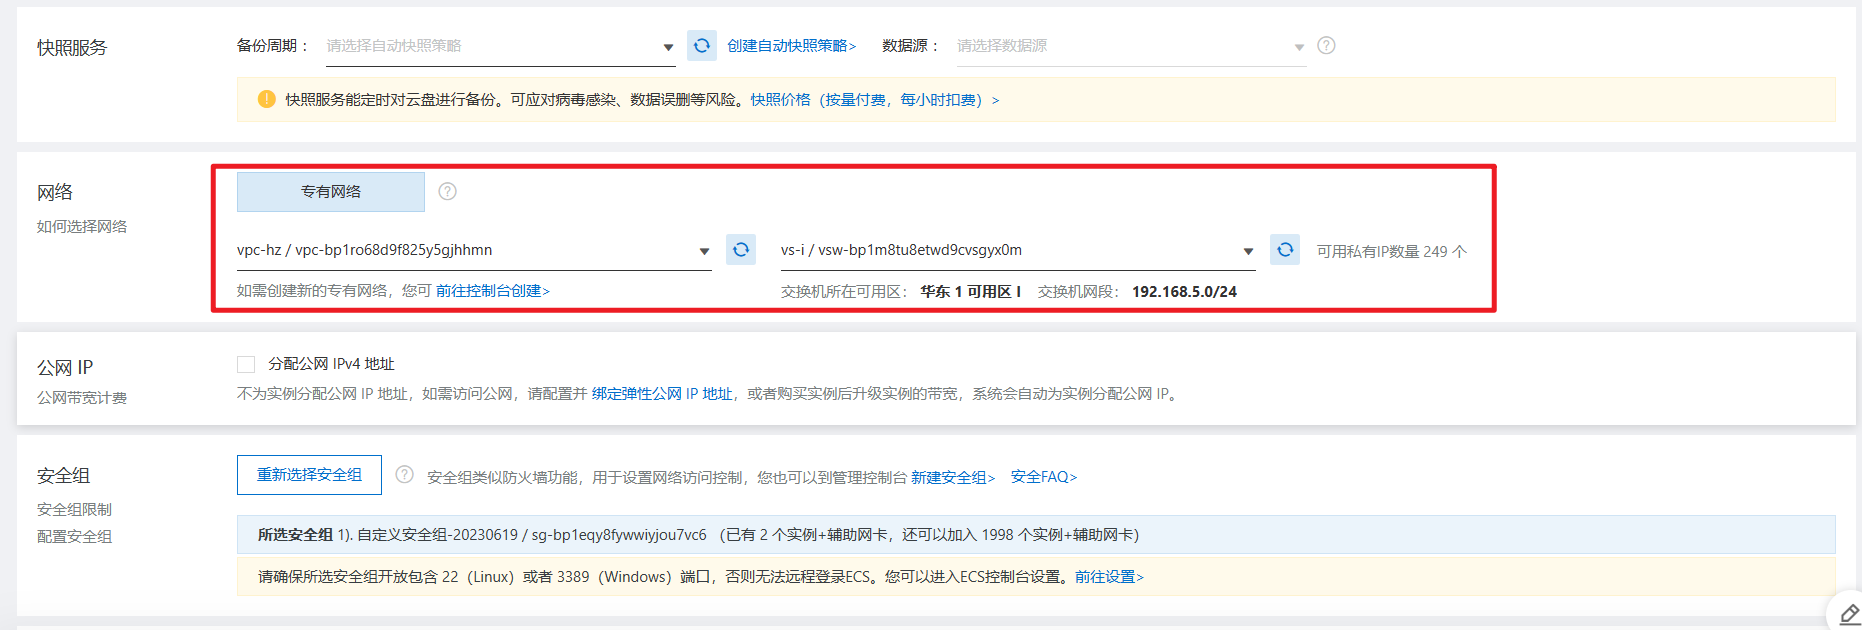 快照服务
备份周期： 请选择自动快照策略 创建自动快照策略> 数据源： 请选择数据源
快照服务能定时对云盘进行备份。可应对病毒感染、数据误删等风险。快照价格（按量付费，每小时扣费）>
网络
专有网络
如何选择网络
vpc-hz / vpc-bp1ro68d9f825y5gjhhmn vs-i / vsw-bp1m8tu8etwd9cvsgyx0m 可用私有IP数量 249 个
如需创建新的专有网络，您可 前往控制台创建> 交换机所在可用区： 华东 1 可用区 I 交换机网段： 192.168.5.0/24
公网 IP
分配公网 IPv4 地址
公网带宽计费
不为实例分配公网 IP 地址，如需访问公网，请配置并 绑定弹性公网 IP 地址，或者购买实例后升级实例的带宽，系统会自动为实例分配公网 IP。
安全组
重新选择安全组 安全组类似防火墙功能，用于设置网络访问控制，您也可以到管理控制台 新建安全组> 安全FAQ>
安全组限制
配置安全组
所选安全组 1). 自定义安全组-20230619 / sg-bp1eqy8fywwiyjou7vc6 （已有 2 个实例+辅助网卡，还可以加入 1998 个实例+辅助网卡)
请确保所选安全组开放包含 22（Linux）或者 3389（Windows）端口，否则无法远程登录ECS。您可以进入ECS控制台设置。前往设置>